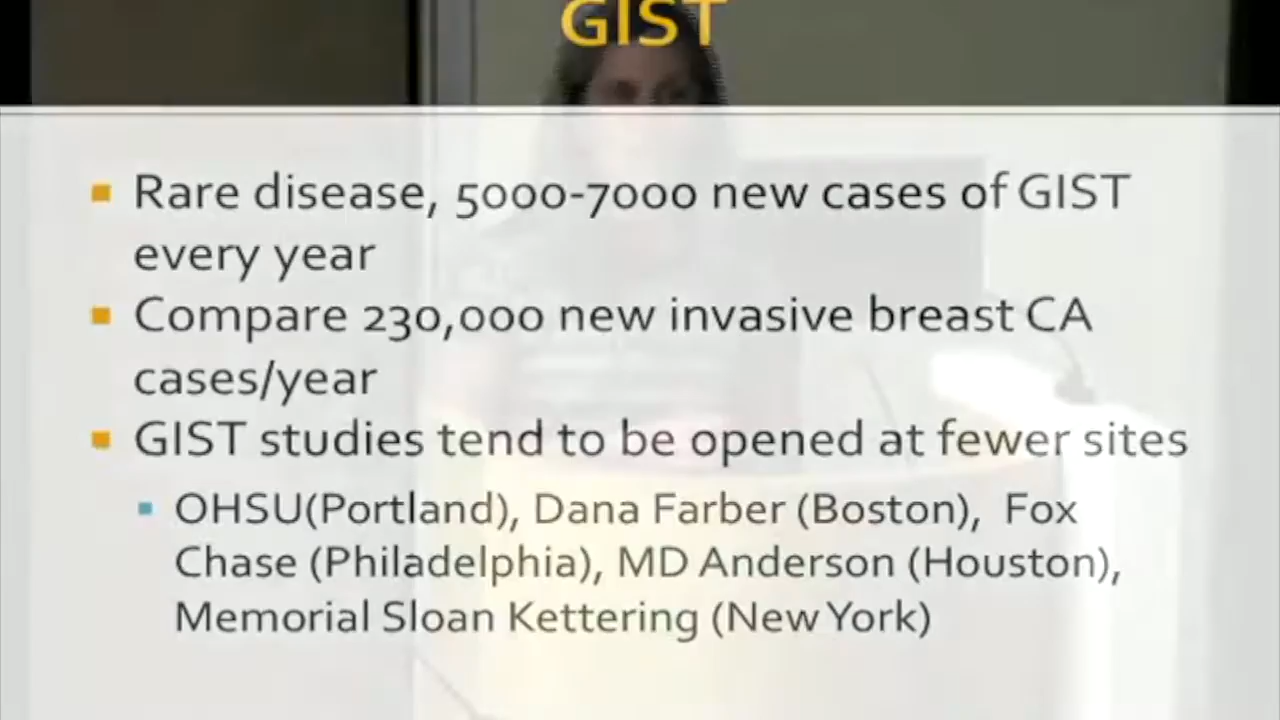 GIST
Rare disease, 5000-7000 new cases of GIST
every year
Compare 230,000 new invasive breast CA
cases/year
GIST studies tend to be opened at fewer sites
OHSU(Portland), Dana Farber (Boston), Fox
Chase (Philadelphia), MD Anderson (Houston),
Memorial Sloan Kettering (New York)